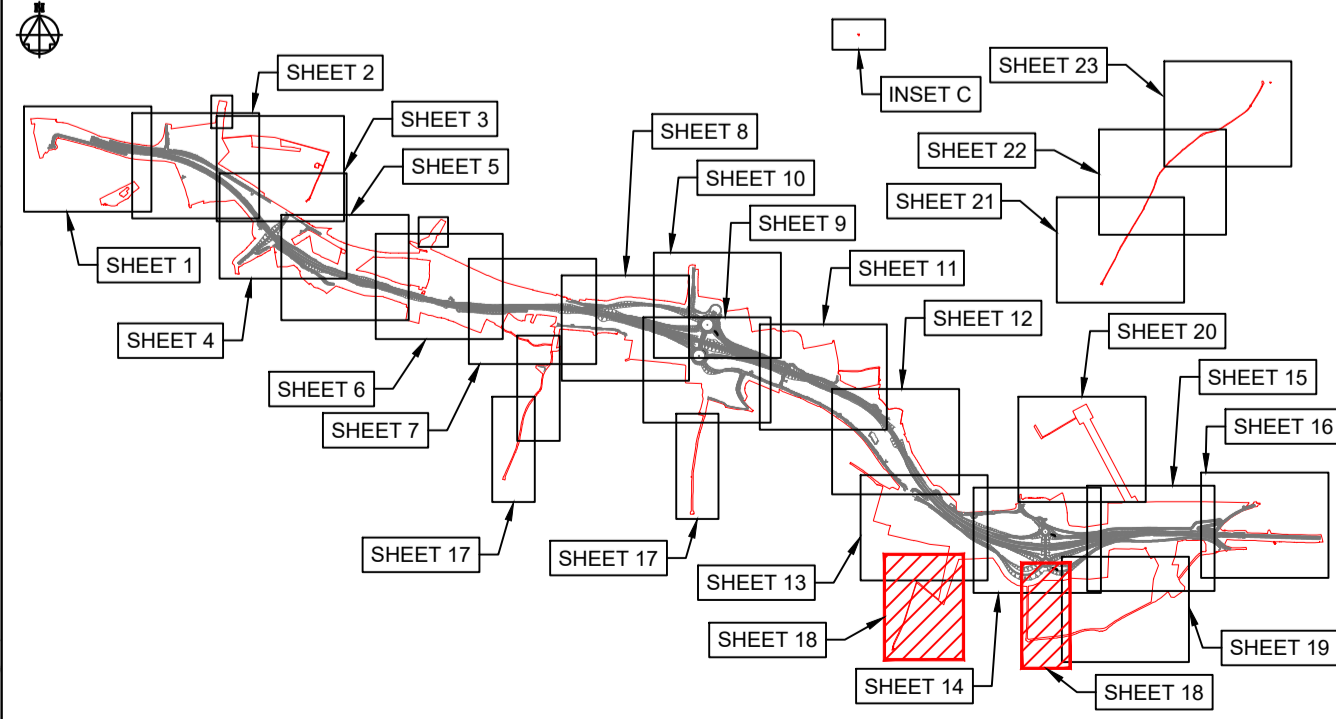 SHEET 2
SHEET 23
INSET C
SHEET 3
SHEET 8
SHEET 22
SHEET 5
SHEET 10
SHEET 21
SHEET 9
SHEET 1
SHEET 11
SHEET 12
SHEET 20
SHEET 4
SHEET 15
SHEET 6
SHEET 16
SHEET 7
SHEET 17
SHEET 17
SHEET 13
SHEET 18
SHEET 19
SHEET 14
SHEET 18